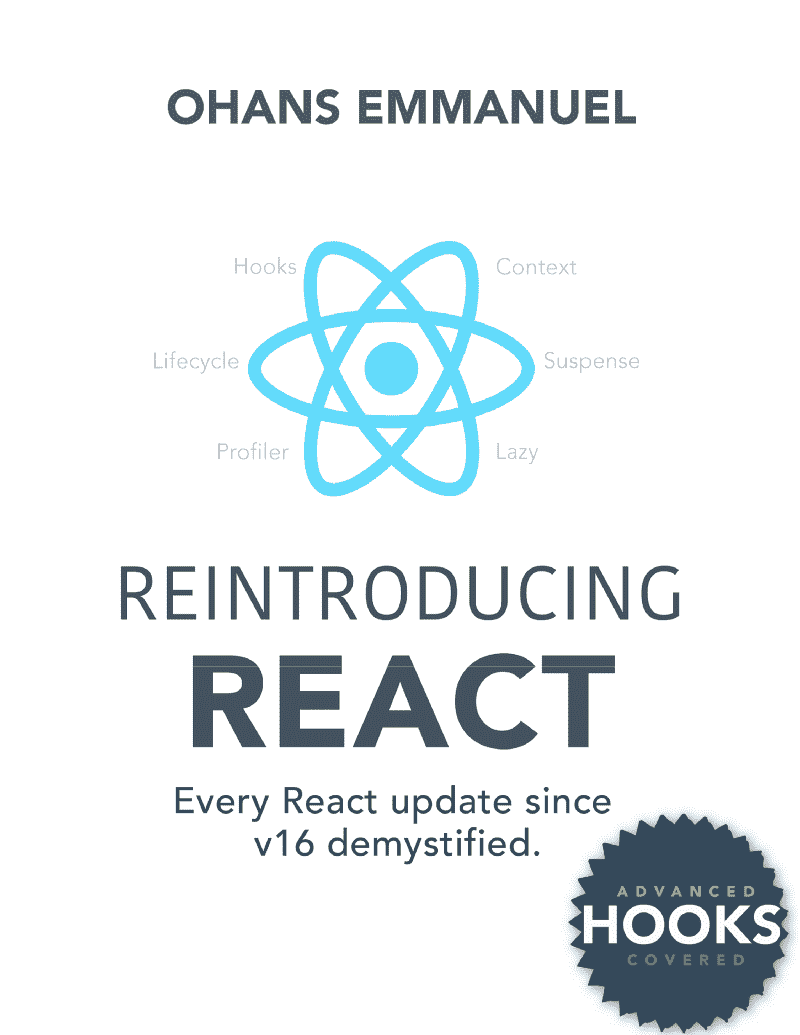 OHANS EMMANUEL
Hooks
Context
Lifecycle
Suspense
Profiler
Lazy
REINTRODUCING
REACT
Every React update since
v16 demystified.
ADVANCED
HOOKS
COVERED